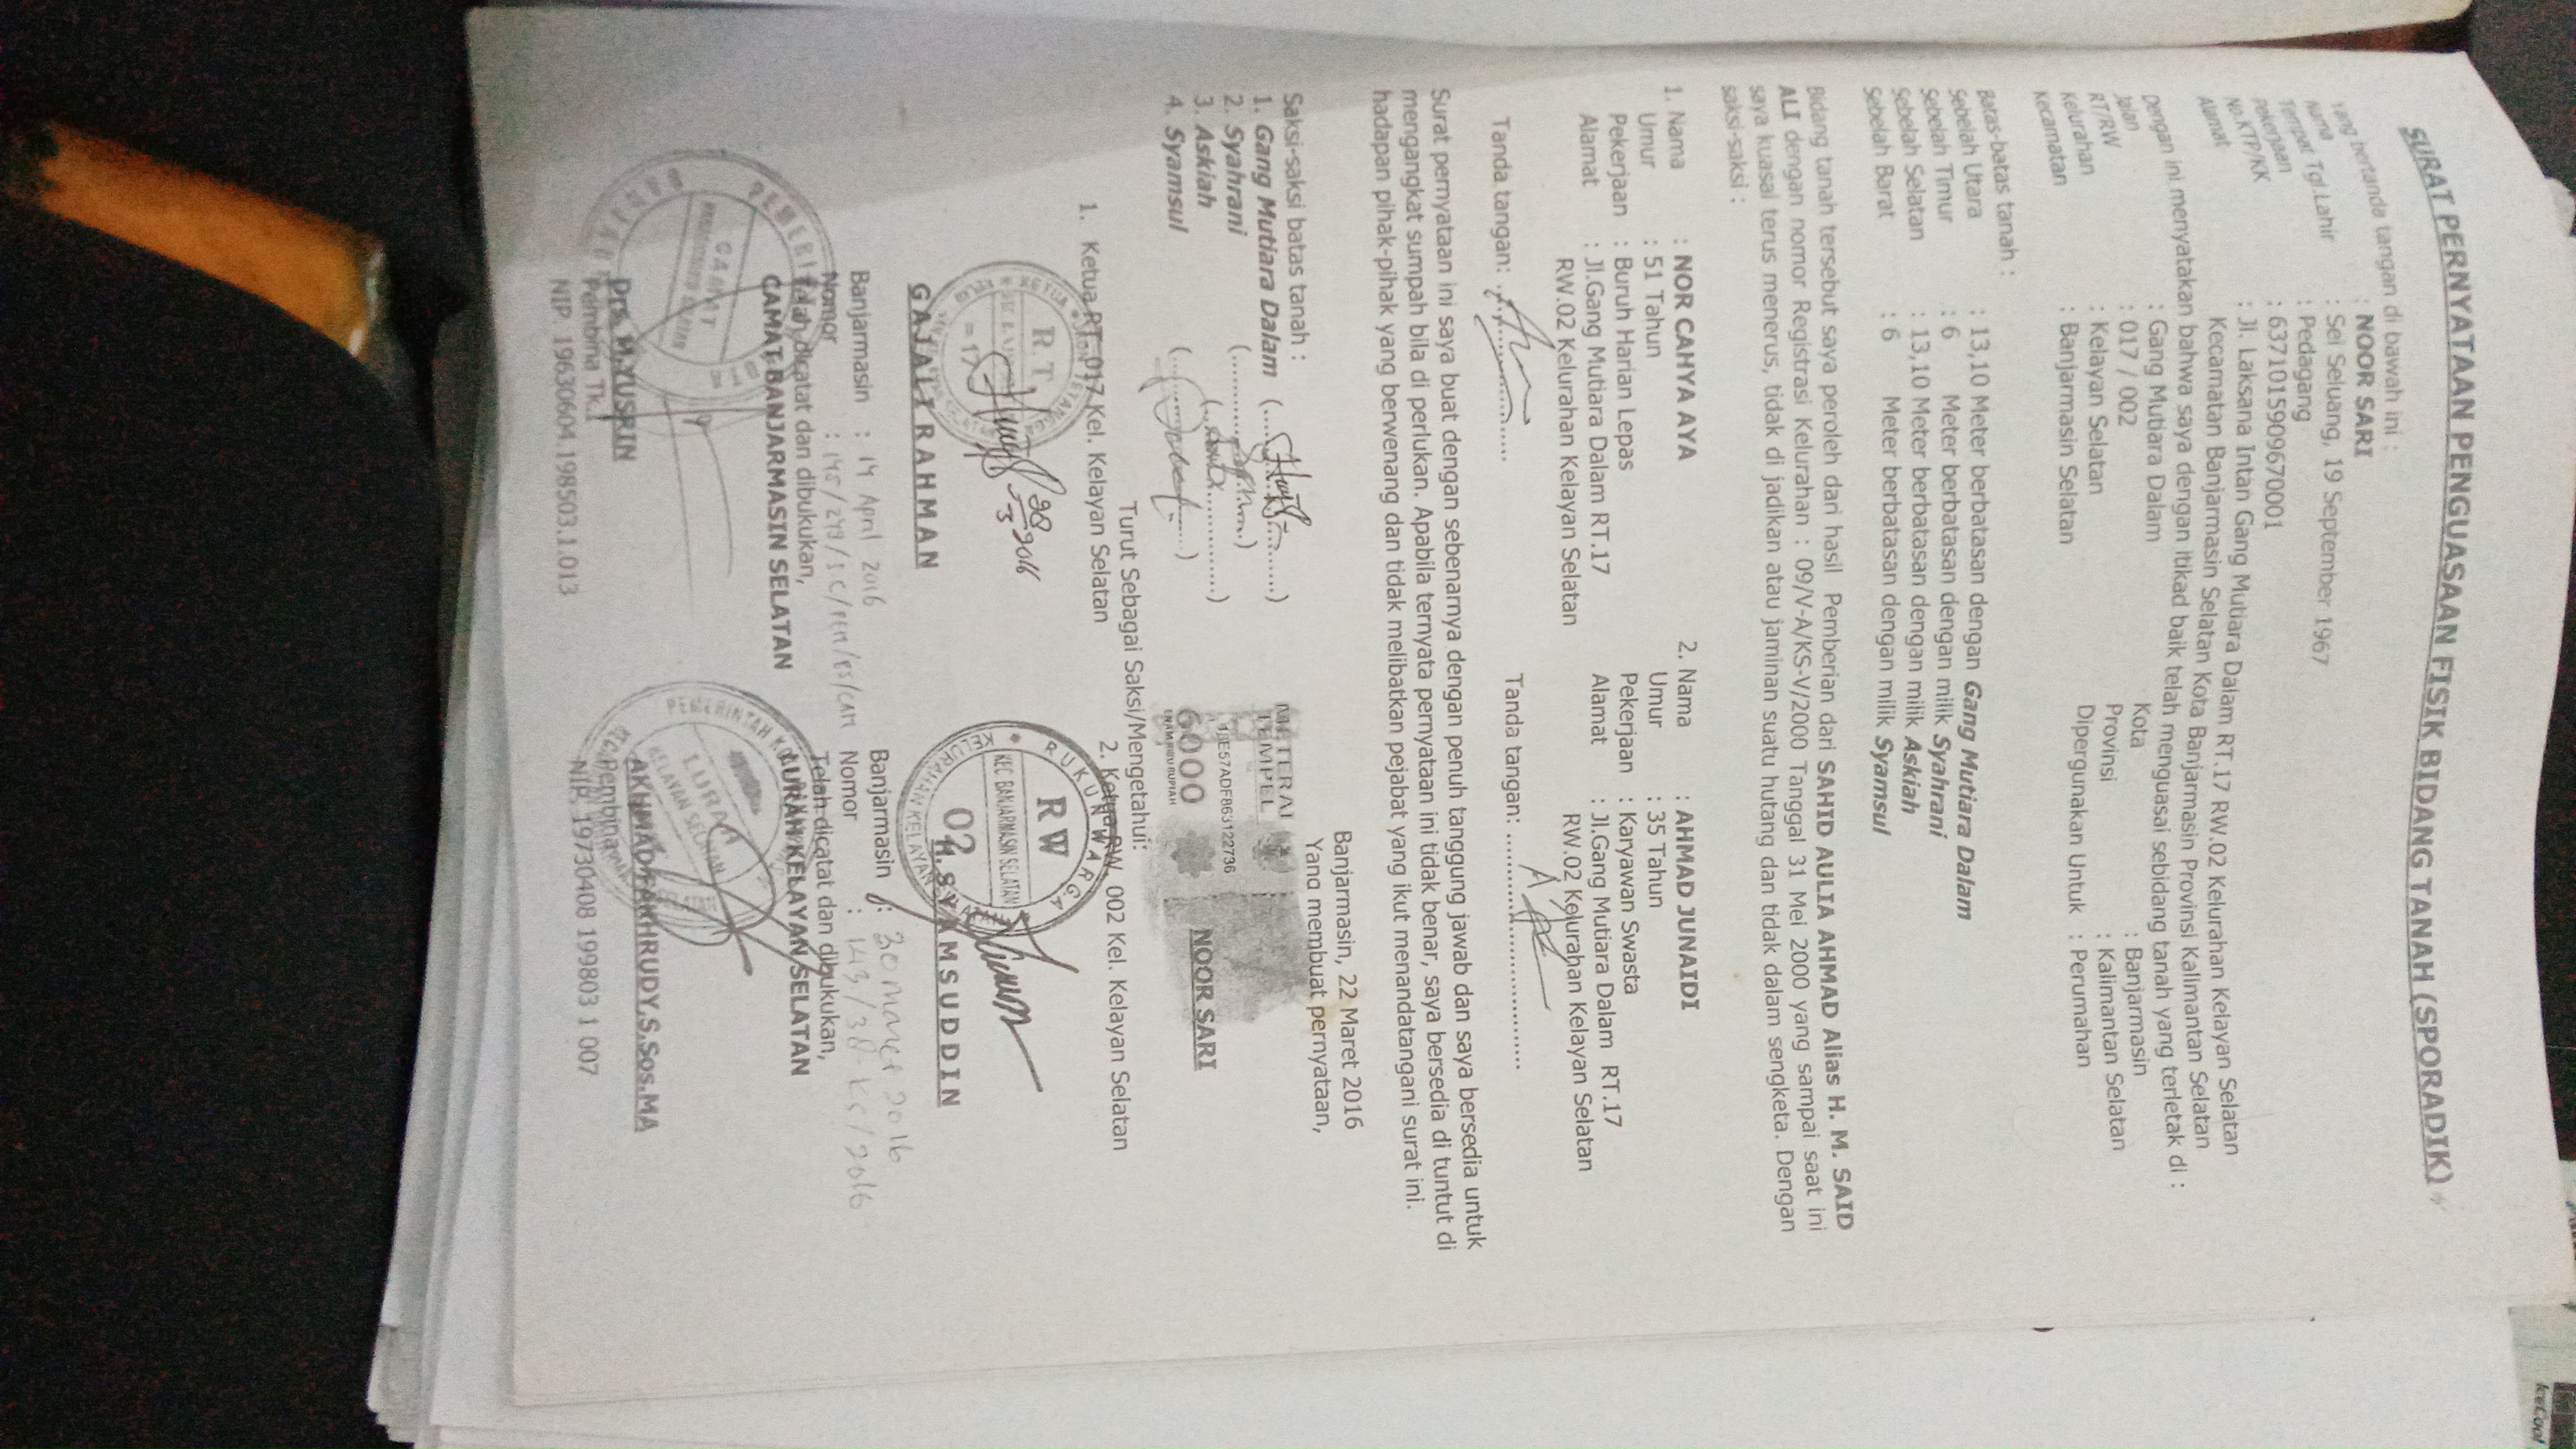 SURAT PERNYATAAN PENGUASAAN FISIK BIDANG TANAH (SPORADIK)
Yang bertanda tangan di bawah ini :
Nama : NOOR SARI
Tempat Tgl Lahir : Sei Seluang, 19 September 1967
Pekerjaan : Pedagang
No.KTP/KK : 6371015909670001
Alamat : Jl. Laksana Intan Gang Mutiara Dalam RT.17 RW.02 Kelurahan Kelayan Selatan
Kecamatan Banjarmasin Selatan Kota Banjarmasin Provinsi Kalimantan Selatan
Dengan ini menyatakan bahwa saya dengan itikad baik telah menguasai sebidang tanah yang terletak di :
Jalan : Gang Mutiara Dalam Kota : Banjarmasin
RT/RW : 017 / 002 Provinsi : Kalimantan Selatan
Kelurahan : Kelayan Selatan Dipergunakan Untuk : Perumahan
Kecamatan : Banjarmasin Selatan
Batas-batas tanah :
Sebelah Utara : 13,10 Meter berbatasan dengan Gang Mutiara Dalam
Sebelah Timur : 6 Meter berbatasan dengan milik Syahrani
Sebelah Selatan : 13,10 Meter berbatasan dengan milik Askiah
Sebelah Barat : 6 Meter berbatasan dengan milik Syamsul
Bidang tanah tersebut saya peroleh dari hasil Pemberian dari SAHID AULIA AHMAD Alias H. M. SAID
ALI dengan nomor Registrasi Kelurahan : 09/V-A/KS-V/2000 Tanggal 31 Mei 2000 yang sampai saat ini
saya kuasai terus menerus, tidak di jadikan atau jaminan suatu hutang dan tidak dalam sengketa. Dengan
saksi-saksi :
1. Nama : NOR CAHYA AYA 2. Nama : AHMAD JUNAIDI
Umur : 51 Tahun Umur : 35 Tahun
Pekerjaan : Buruh Harian Lepas Pekerjaan : Karyawan Swasta
Alamat : Jl.Gang Mutiara Dalam RT.17 Alamat : Jl.Gang Mutiara Dalam RT.17
RW.02 Kelurahan Kelayan Selatan RW.02 Kelurahan Kelayan Selatan
Tanda tangan: .................. Tanda tangan: ..............................
Surat pernyataan ini saya buat dengan sebenarnya dengan penuh tanggung jawab dan saya bersedia untuk
mengangkat sumpah bila di perlukan. Apabila ternyata pernyataan ini tidak benar, saya bersedia di tuntut di
hadapan pihak-pihak yang berwenang dan tidak melibatkan pejabat yang ikut menandatangani surat ini.
Banjarmasin, 22 Maret 2016
Yang membuat pernyataan,
Saksi-saksi batas tanah :
1. Gang Mutiara Dalam (....................)
2. Syahrani (....................)
3. Askiah (....................)
4. Syamsul (....................)
METERAI
TEMPEL
1BE57ADF863122736
6000
ENAM RIBU RUPIAH
NOOR SARI
Turut Sebagai Saksi/Mengetahui:
1. Ketua RT 017 Kel. Kelayan Selatan 2. Ketua RW. 002 Kel. Kelayan Selatan
KETUA
R.T
= 17
28/3 2016
RUKUN WARGA
RW
KEC BANJARMASIN SELATAN
02
KELURAHAN KELAYAN SELATAN
GAJALI RAHMAN H. SYAMSUDDIN
Banjarmasin : 14 April 2016 Banjarmasin : 30 Maret 2016
Nomor Nomor : 143/38-KS/2016
Telah dicatat dan dibukukan, Telah dicatat dan dibukukan,
CAMAT BANJARMASIN SELATAN LURAH KELAYAN SELATAN
CAMAT
PEMERINTAH KO
LURAH
KELAYAN SELATAN
Drs. M.YUSRIN AKHMAD FAKHRUDY,S.Sos.MA
Pembina Tk.I Pembina
NIP. 19630604 198503.1.013 NIP. 19730408 199803 1 007